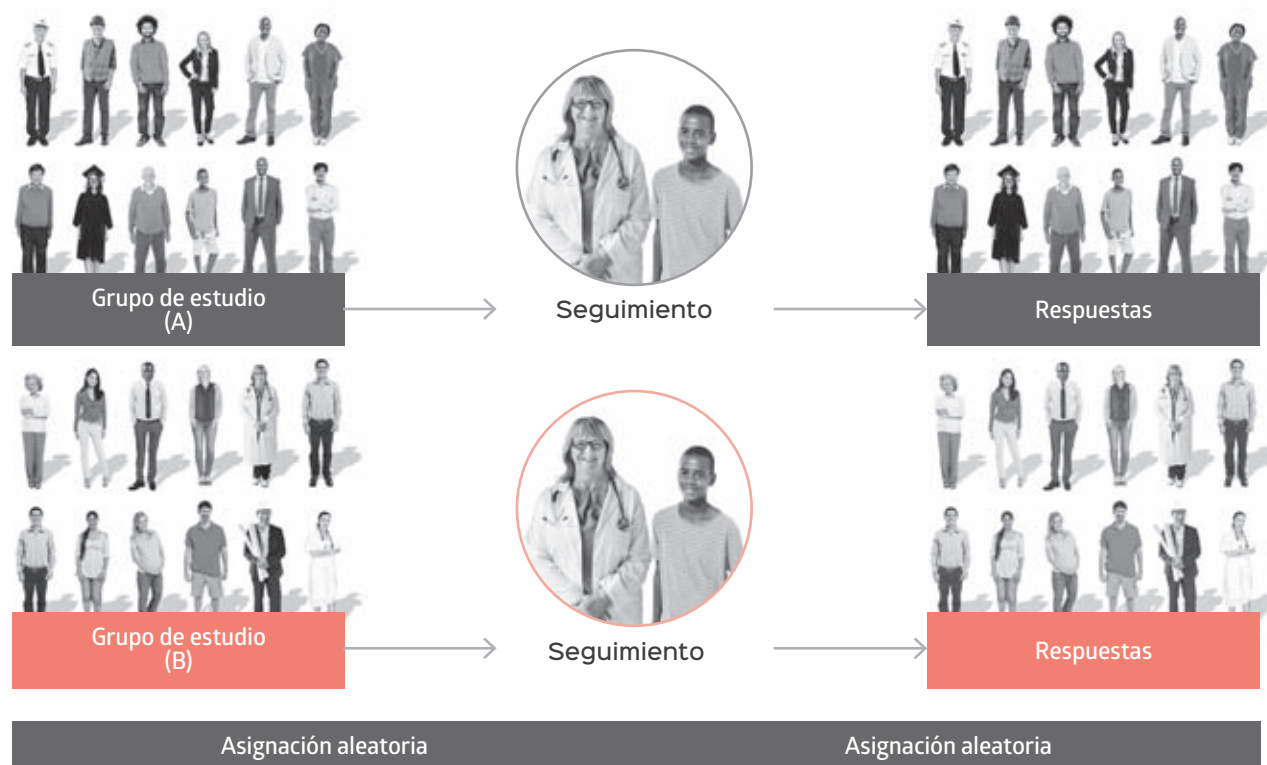 Grupo de estudio
(A)
Seguimiento
Respuestas
Grupo de estudio
(B)
Seguimiento
Respuestas
Asignación aleatoria
Asignación aleatoria